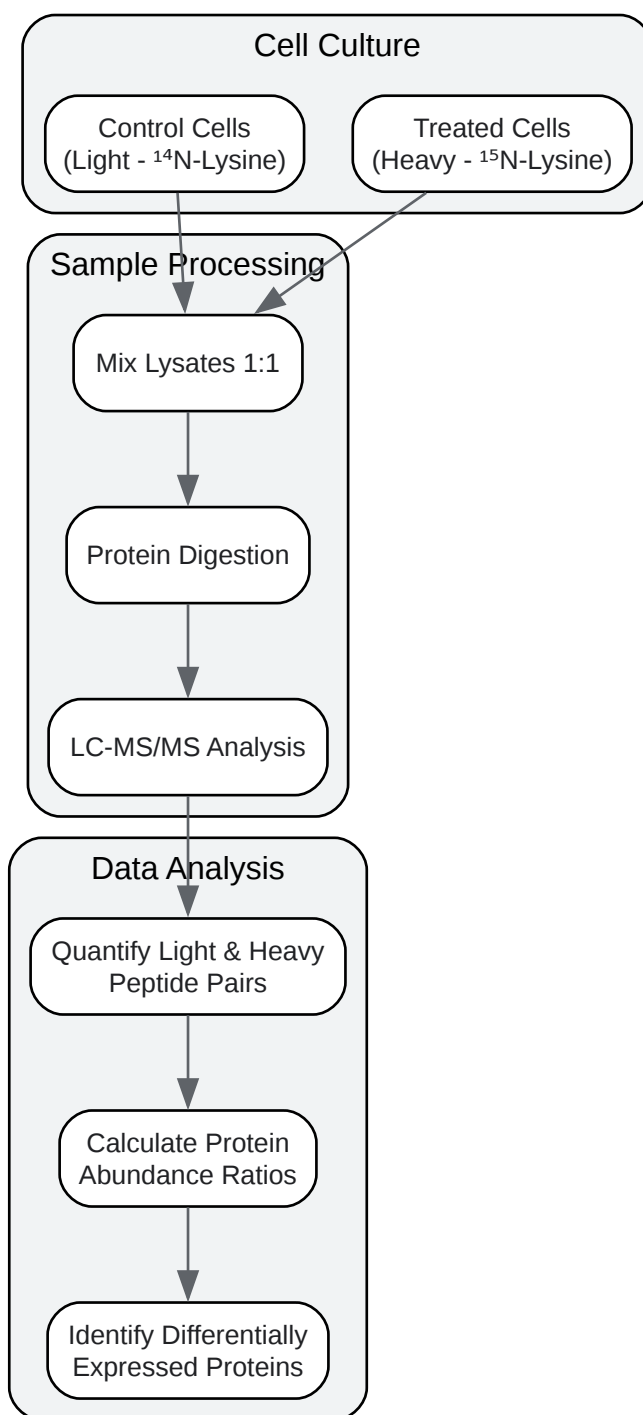 Cell Culture
Control Cells
(Light - ¹⁴N-Lysine)
Treated Cells
(Heavy - ¹⁵N-Lysine)
Sample Processing
Mix Lysates 1:1
Protein Digestion
LC-MS/MS Analysis
Data Analysis
Quantify Light & Heavy
Peptide Pairs
Calculate Protein
Abundance Ratios
Identify Differentially
Expressed Proteins